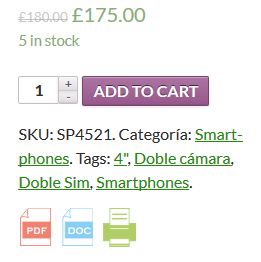 £180.00 £175.00
5 in stock
1 + -
ADD TO CART
SKU: SP4521. Categoría: Smart-
phones. Tags: 4", Doble cámara,
Doble Sim, Smartphones.
PDF DOC